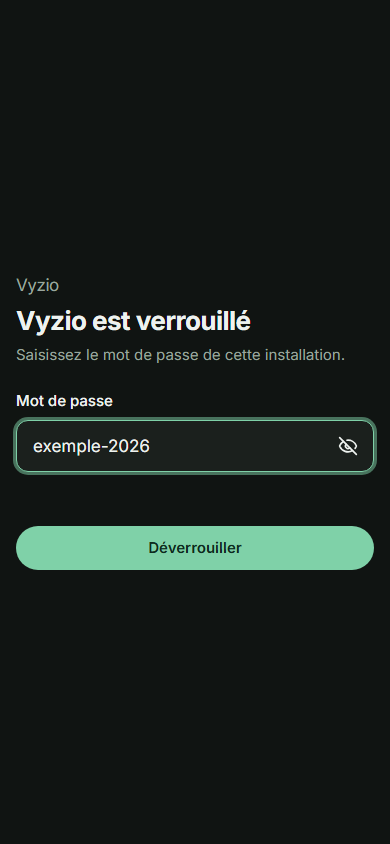 Vyzio
Vyzio est verrouillé
Saisissez le mot de passe de cette installation.
Mot de passe
exemple-2026
Déverrouiller